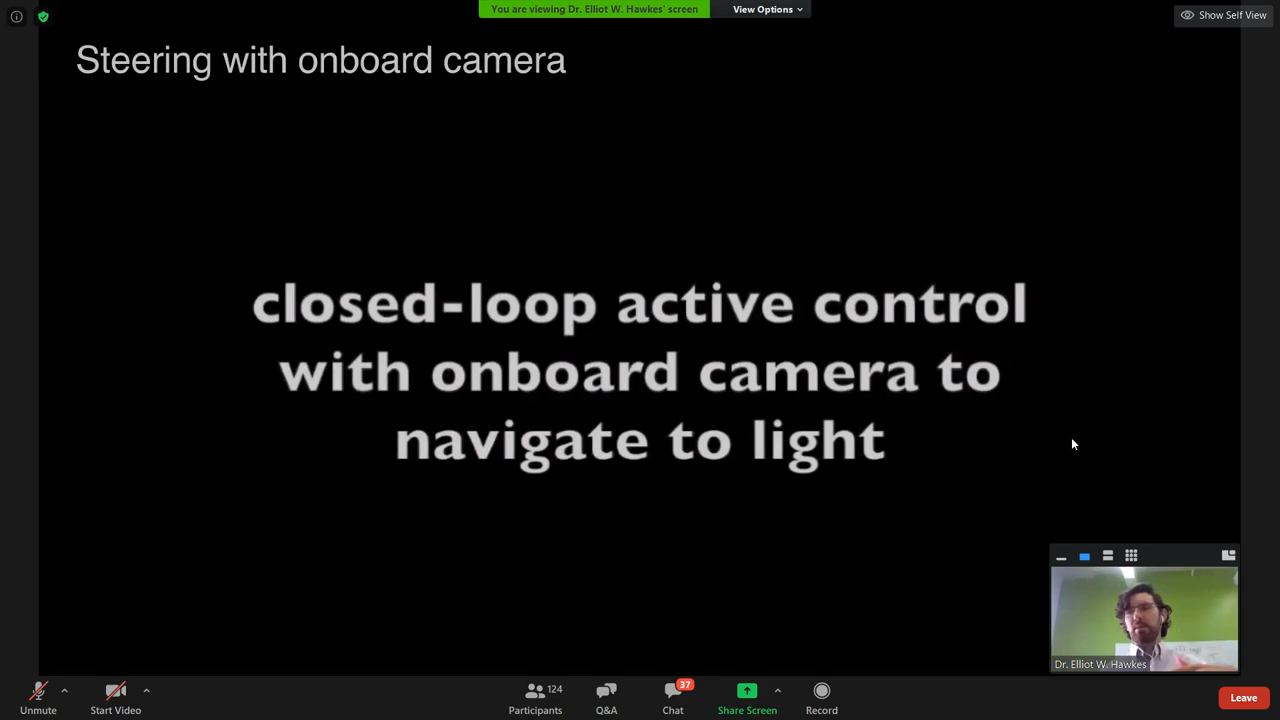 You are viewing Dr. Elliot W. Hawkes' screen
View Options
Show Self View
Steering with onboard camera
closed-loop active control
with onboard camera to
navigate to light
Dr. Elliot W. Hawkes
Unmute
Start Video
124
Participants
Q&A
37
Chat
Share Screen
Record
Leave